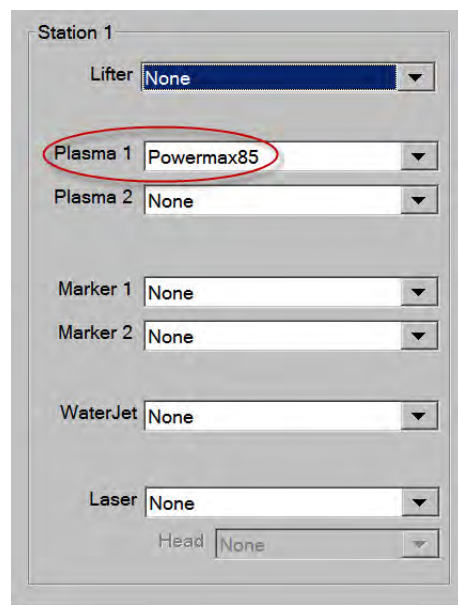 Station 1
Lifter None
Plasma 1 Powermax85
Plasma 2 None
Marker 1 None
Marker 2 None
WaterJet None
Laser None
Head None